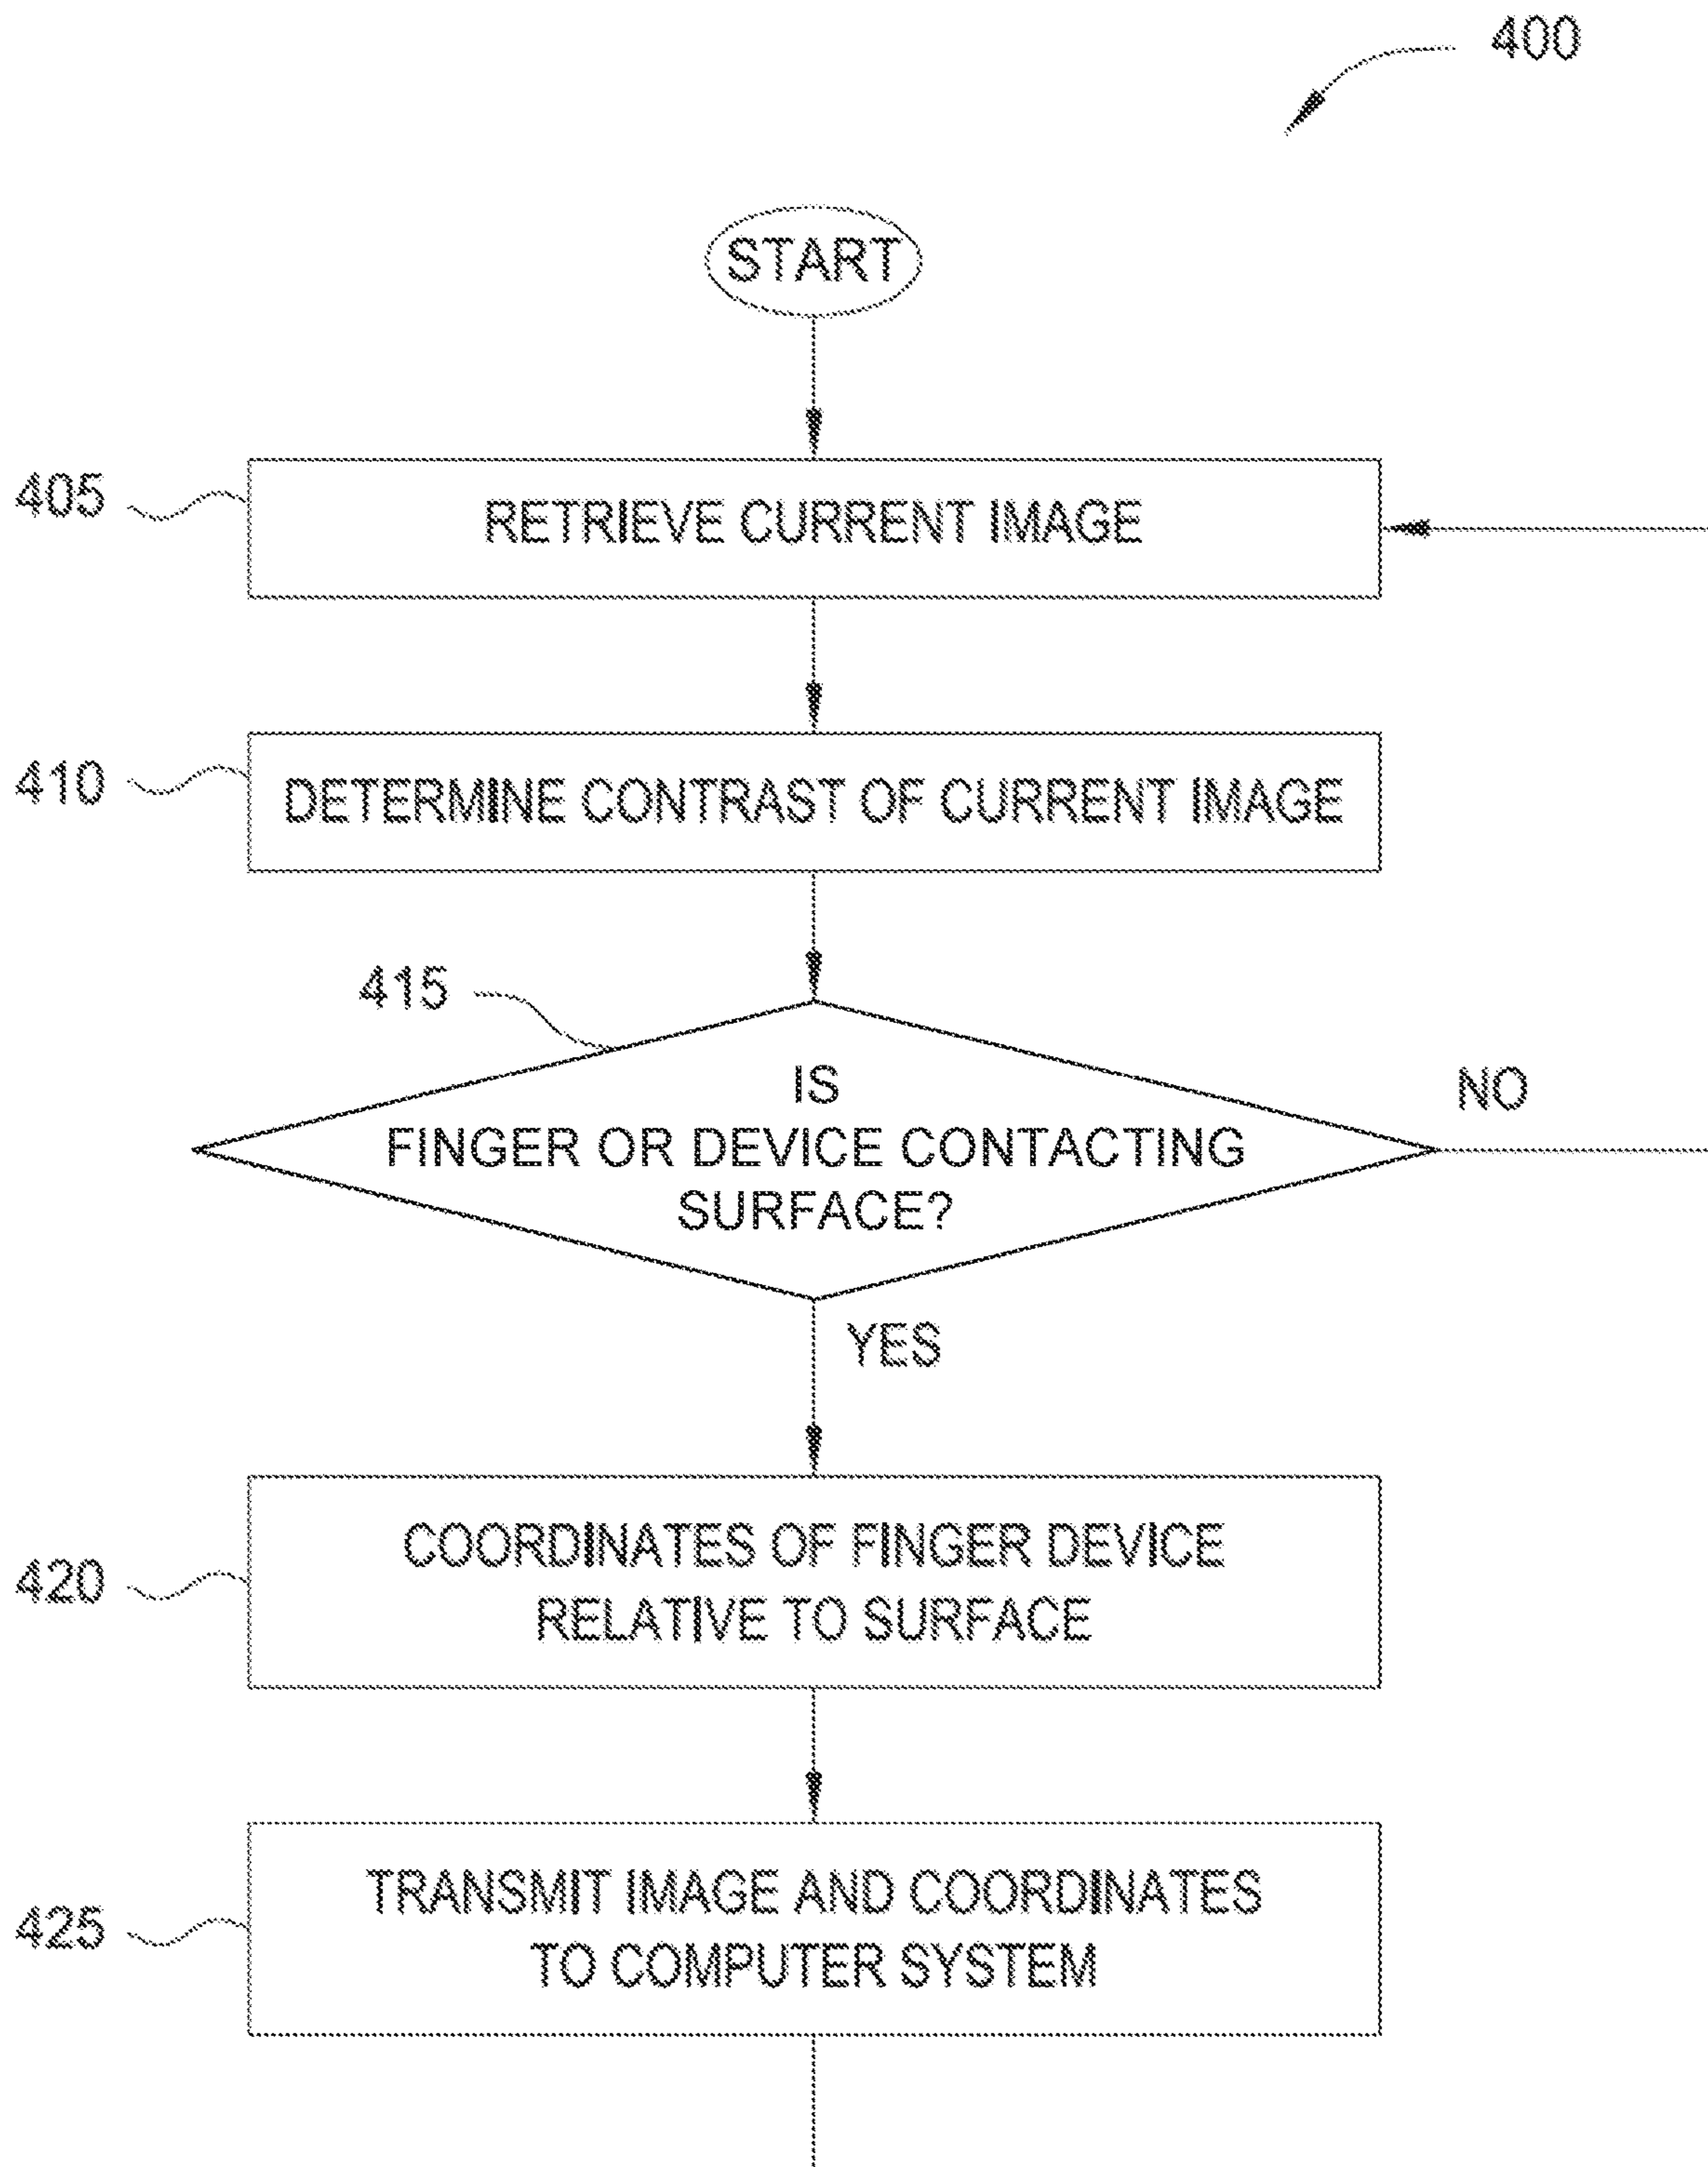 400
START
405
RETRIEVE CURRENT IMAGE
410
DETERMINE CONTRAST OF CURRENT IMAGE
415
IS
FINGER OR DEVICE CONTACTING
SURFACE?
NO
YES
420
COORDINATES OF FINGER DEVICE
RELATIVE TO SURFACE
425
TRANSMIT IMAGE AND COORDINATES
TO COMPUTER SYSTEM